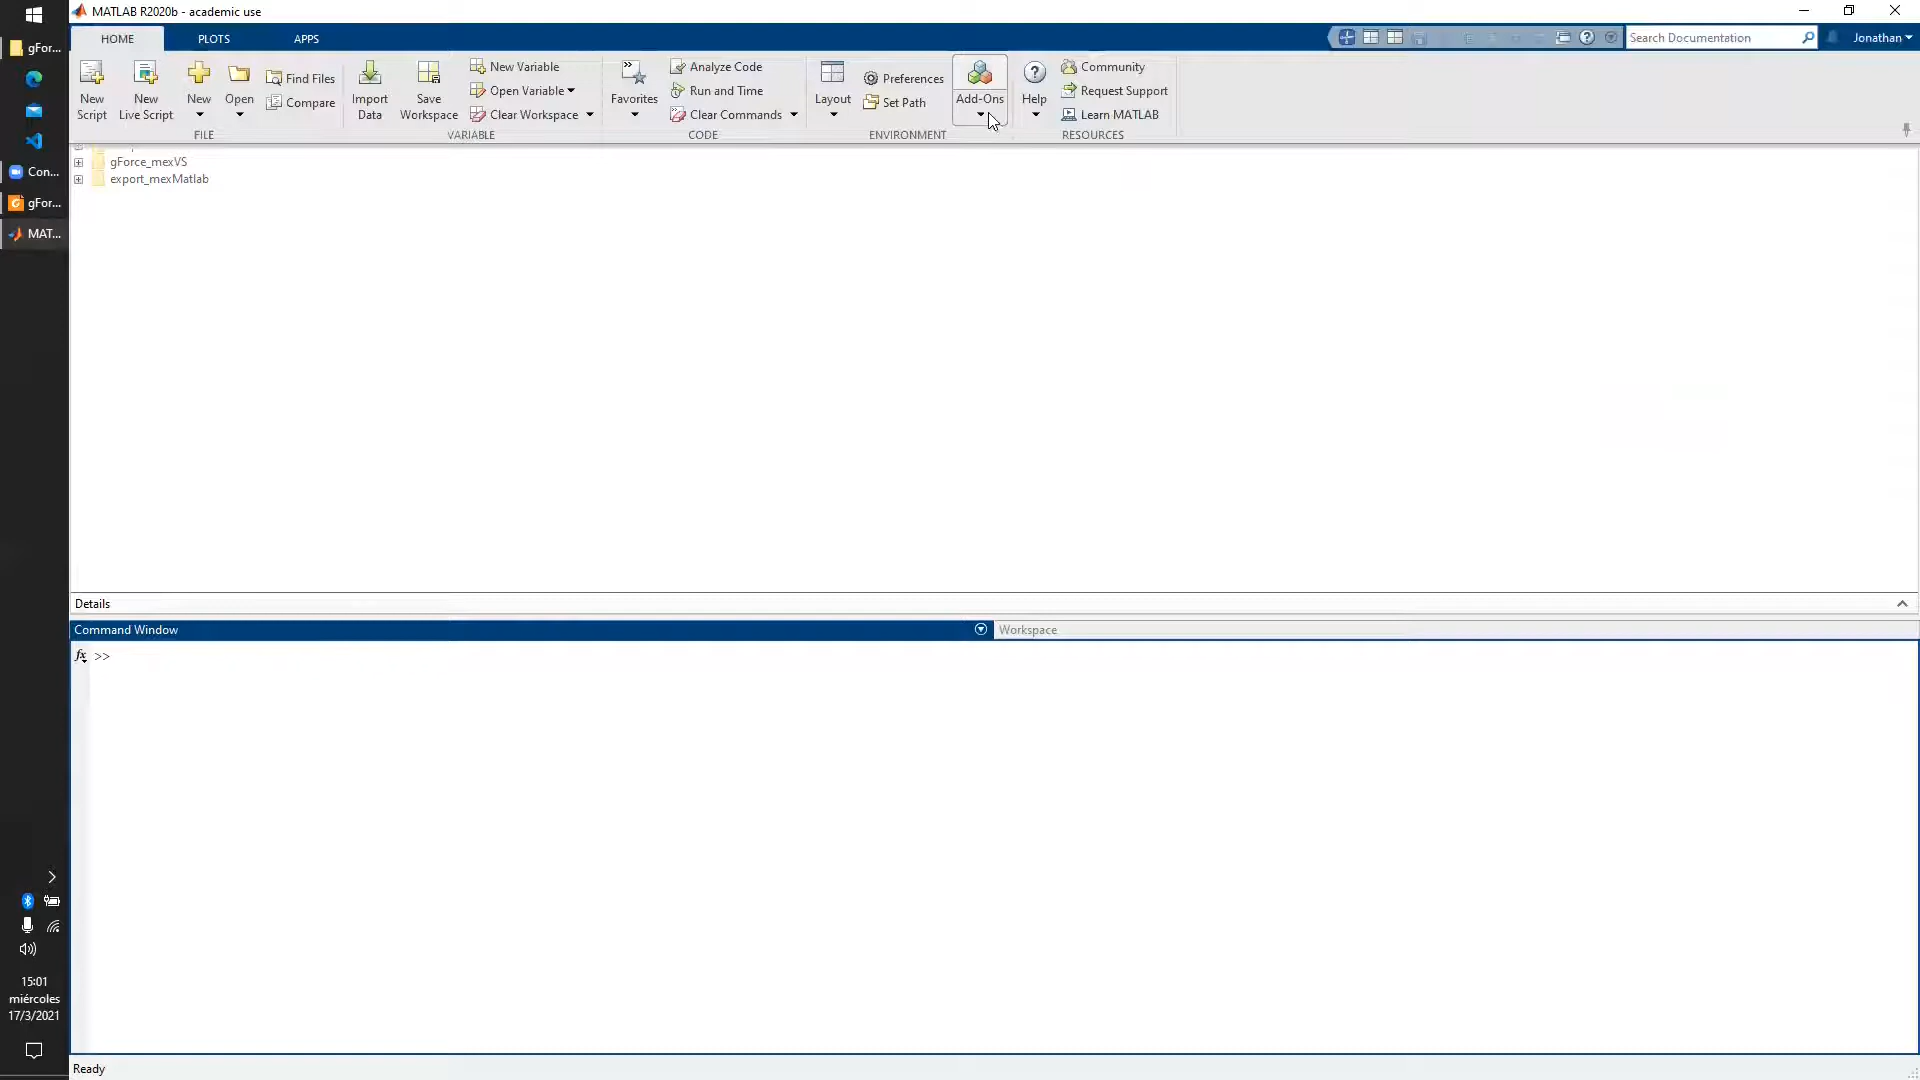 MATLAB R2020b - academic use
HOME
PLOTS
APPS
Search Documentation
Jonathan
New Script
New Live Script
New
Open
Find Files
Compare
FILE
Import Data
Save Workspace
New Variable
Open Variable
Clear Workspace
VARIABLE
Favorites
Analyze Code
Run and Time
Clear Commands
CODE
Layout
Preferences
Set Path
ENVIRONMENT
Add-Ons
Help
Community
Request Support
Learn MATLAB
RESOURCES
gForce_mexVS
export_mexMatlab
Details
Command Window
Workspace
fx >>
Ready
gFor...
Con...
gFor...
MAT...
15:01
miércoles
17/3/2021